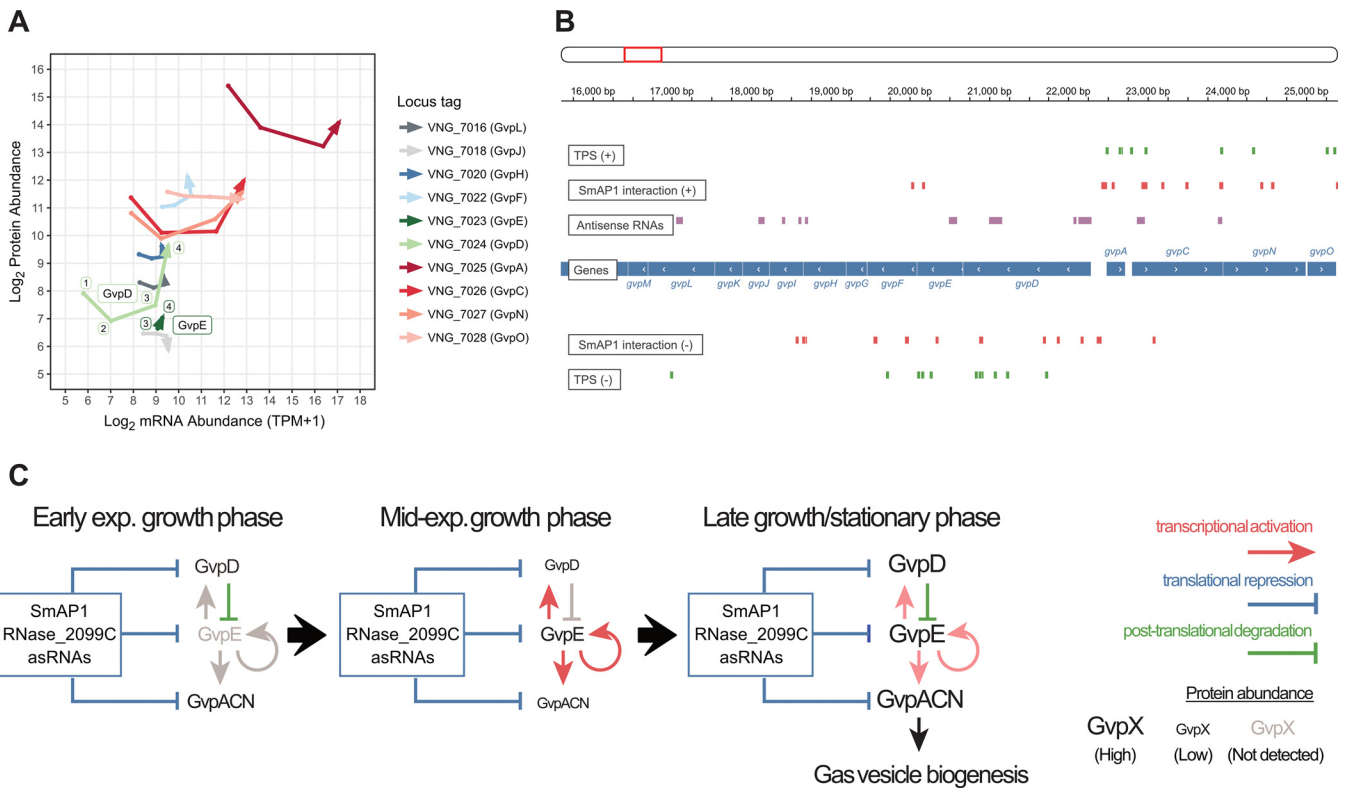 A
16
15
14
13
12
11
10
9
8
7
6
5
5 6 7 8 9 10 11 12 13 14 15 16 17 18
Log2 Protein Abundance
Log2 mRNA Abundance (TPM+1)
1
2
3
4
GvpD
3
4
GvpE
Locus tag
VNG_7016 (GvpL)
VNG_7018 (GvpJ)
VNG_7020 (GvpH)
VNG_7022 (GvpF)
VNG_7023 (GvpE)
VNG_7024 (GvpD)
VNG_7025 (GvpA)
VNG_7026 (GvpC)
VNG_7027 (GvpN)
VNG_7028 (GvpO)
B
16,000 bp 17,000 bp 18,000 bp 19,000 bp 20,000 bp 21,000 bp 22,000 bp 23,000 bp 24,000 bp 25,000 bp
TPS (+)
SmAP1 interaction (+)
Antisense RNAs
gvpA gvpC gvpN gvpO
Genes
gvpM gvpL gvpK gvpJ gvpI gvpH gvpG gvpF gvpE gvpD
SmAP1 interaction (-)
TPS (-)
C
Early exp. growth phase
SmAP1
RNase_2099C
asRNAs
GvpD
GvpE
GvpACN
Mid-exp. growth phase
SmAP1
RNase_2099C
asRNAs
GvpD
GvpE
GvpACN
Late growth/stationary phase
SmAP1
RNase_2099C
asRNAs
GvpD
GvpE
GvpACN
Gas vesicle biogenesis
transcriptional activation
translational repression
post-translational degradation
Protein abundance
GvpX GvpX GvpX
(High) (Low) (Not detected)